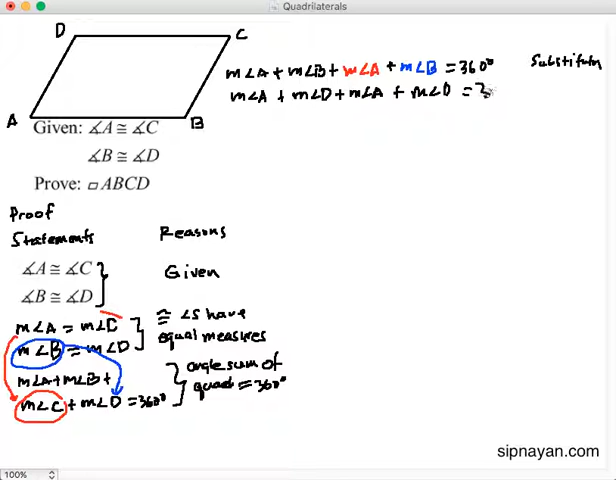 Quadrilaterals
D C
A B
m∠A + m∠B + m∠A + m∠B = 360°
m∠A + m∠D + m∠A + m∠D = 3
Given: ∡A ≅ ∡C
∡B ≅ ∡D
Prove: ▱ABCD
Proof
Statements Reasons
∡A ≅ ∡C
∡B ≅ ∡D
Given
m∠A = m∠C
m∠B = m∠D
≅ ∠s have
equal measures
m∠A + m∠B +
m∠C + m∠D = 360°
angle sum of
quad = 360°
sipnayan.com
100%